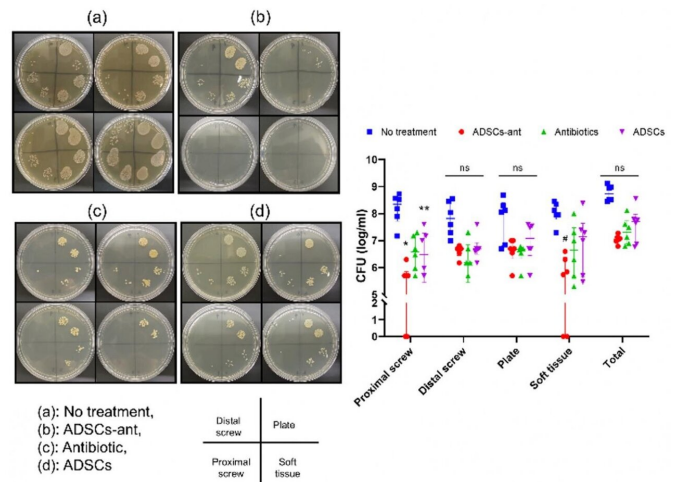 (a)
(b)
(c)
(d)
(a): No treatment,
(b): ADSCs-ant,
(c): Antibiotic,
(d): ADSCs
Distal
screw
Plate
Proximal
screw
Soft
tissue
No treatment
ADSCs-ant
Antibiotics
ADSCs
CFU (log/ml)
10
9
8
7
6
5
2
1
0
*
**
ns
ns
#
ns
Proximal screw
Distal screw
Plate
Soft tissue
Total